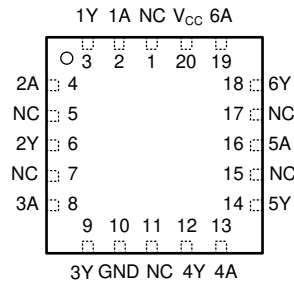 1Y 1A NC VCC 6A
3 2 1 20 19
2A 4 18 6Y
NC 5 17 NC
2Y 6 16 5A
NC 7 15 NC
3A 8 14 5Y
9 10 11 12 13
3Y GND NC 4Y 4A